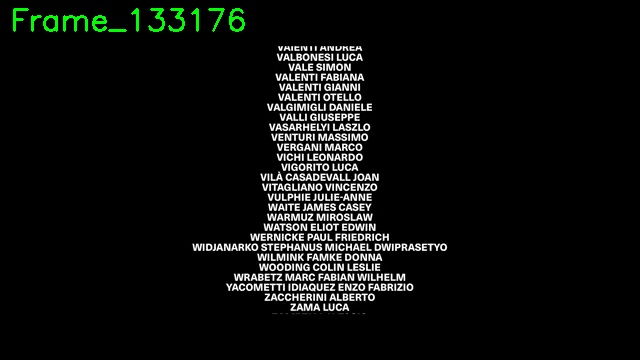 Frame_133176
VAIENTI ANDREA
VALBONESI LUCA
VALE SIMON
VALENTI FABIANA
VALENTI GIANNI
VALENTI OTELLO
VALGIMIGLI DANIELE
VALLI GIUSEPPE
VASARHELYI LASZLO
VENTURI MASSIMO
VERGANI MARCO
VICHI LEONARDO
VIGORITO LUCA
VILÀ CASADEVALL JOAN
VITAGLIANO VINCENZO
VULPHIE JULIE-ANNE
WAITE JAMES CASEY
WARMUZ MIROSLAW
WATSON ELIOT EDWIN
WERNICKE PAUL FRIEDRICH
WIDJANARKO STEPHANUS MICHAEL DWIPRASETYO
WILMINK FAMKE DONNA
WOODING COLIN LESLIE
WRABETZ MARC FABIAN WILHELM
YACOMETTI IDIAQUEZ ENZO FABRIZIO
ZACCHERINI ALBERTO
ZAMA LUCA